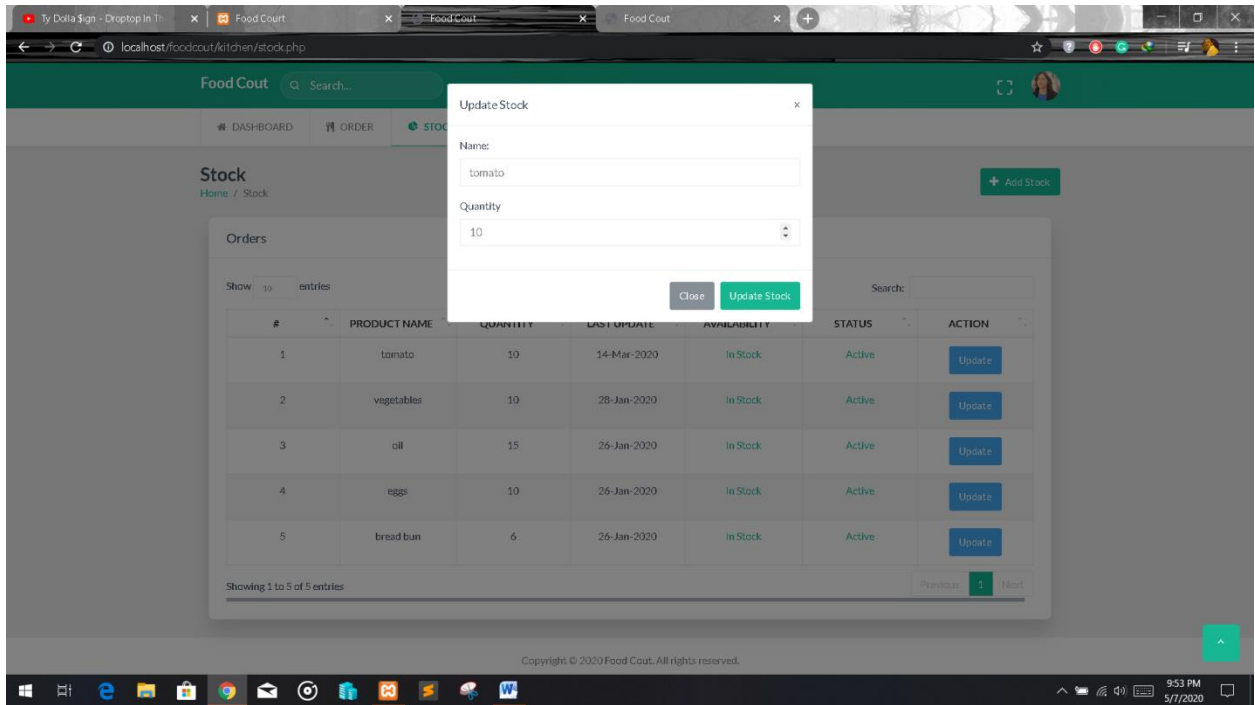 Ty Dolla $ign - Droptop In Th
Food Court
Food Cout
Food Cout
localhost/foodcout/kitchen/stock.php
Food Cout
Search...
DASHBOARD
ORDER
Update Stock
×
Name:
tomato
Quantity
10
Close
Update Stock
Stock
Home / Stock
Add Stock
Orders
Show 10 entries
Search:
# PRODUCT NAME QUANTITY LAST UPDATE AVAILABILITY STATUS ACTION
1 tomato 10 14-Mar-2020 In Stock Active Update
2 vegetables 10 28-Jan-2020 In Stock Active Update
3 oil 15 26-Jan-2020 In Stock Active Update
4 eggs 10 26-Jan-2020 In Stock Active Update
5 bread bun 6 26-Jan-2020 In Stock Active Update
Showing 1 to 5 of 5 entries
Previous 1 Next
Copyright © 2020 Food Cout. All rights reserved.
9:53 PM
5/7/2020